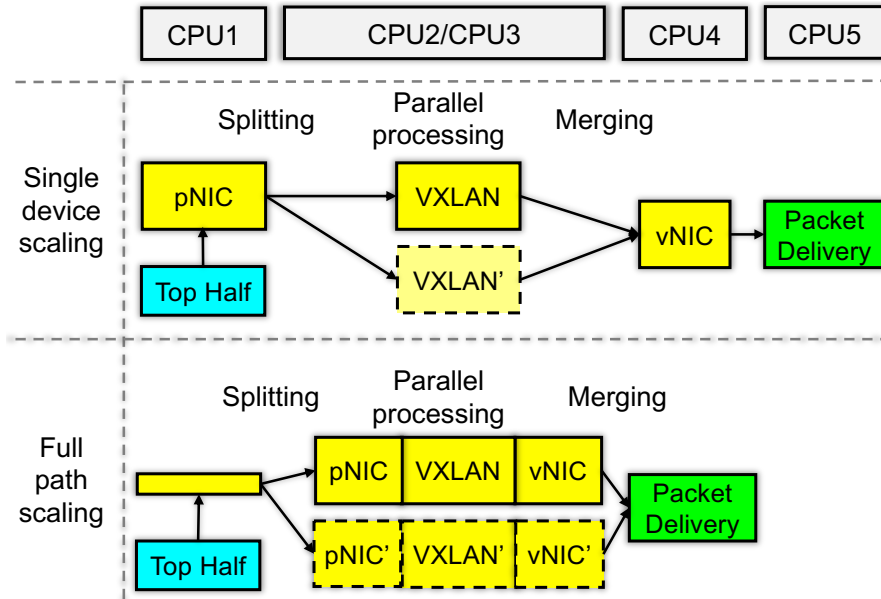 CPU1
CPU2/CPU3
CPU4
CPU5
Splitting
Parallel
processing
Merging
Single
device
scaling
pNIC
VXLAN
vNIC
Packet
Delivery
VXLAN’
Top Half
Splitting
Parallel
processing
Merging
Full
path
scaling
pNIC
VXLAN
vNIC
Packet
Delivery
Top Half
pNIC’
VXLAN’
vNIC’